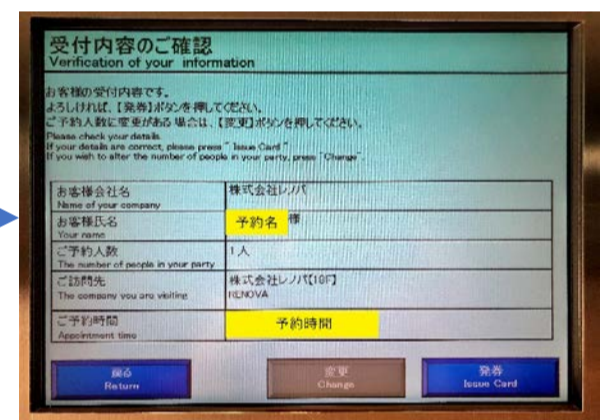 受付内容のご確認
Verification of your information
お客様の受付内容です。
よろしければ、【発券】ボタンを押してください。
ご予約人数に変更がある場合は、【変更】ボタンを押してください。
Please check your details.
If your details are correct, please press " Issue Card "
If you wish to alter the number of people in your party, press "Change".
お客様会社名 株式会社レノバ
Name of your company
お客様氏名 予約名 様
Your name
ご予約人数 1人
The number of people in your party
ご訪問先 株式会社レノバ【18F】
The company you are visiting RENOVA
ご予約時間 予約時間
Appointment time
戻る 変更 発券
Return Change Issue Card